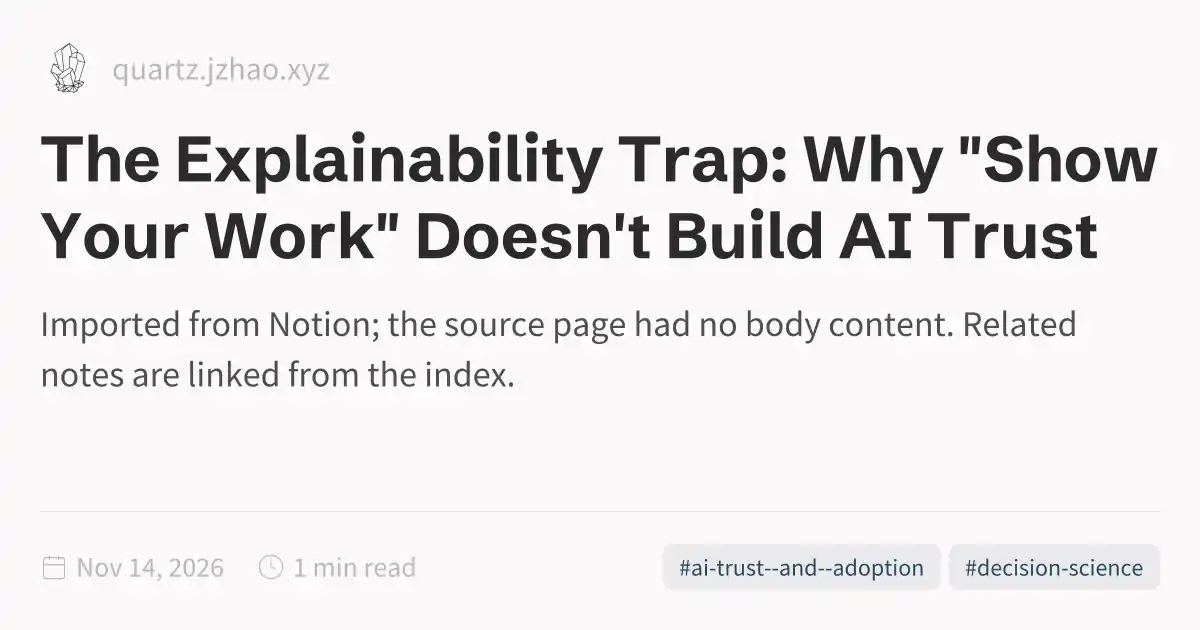 quartz.jzhao.xyz
The Explainability Trap: Why "Show
Your Work" Doesn't Build AI Trust
Imported from Notion; the source page had no body content. Related
notes are linked from the index.
Nov 14, 2026
1 min read
#ai-trust--and--adoption
#decision-science